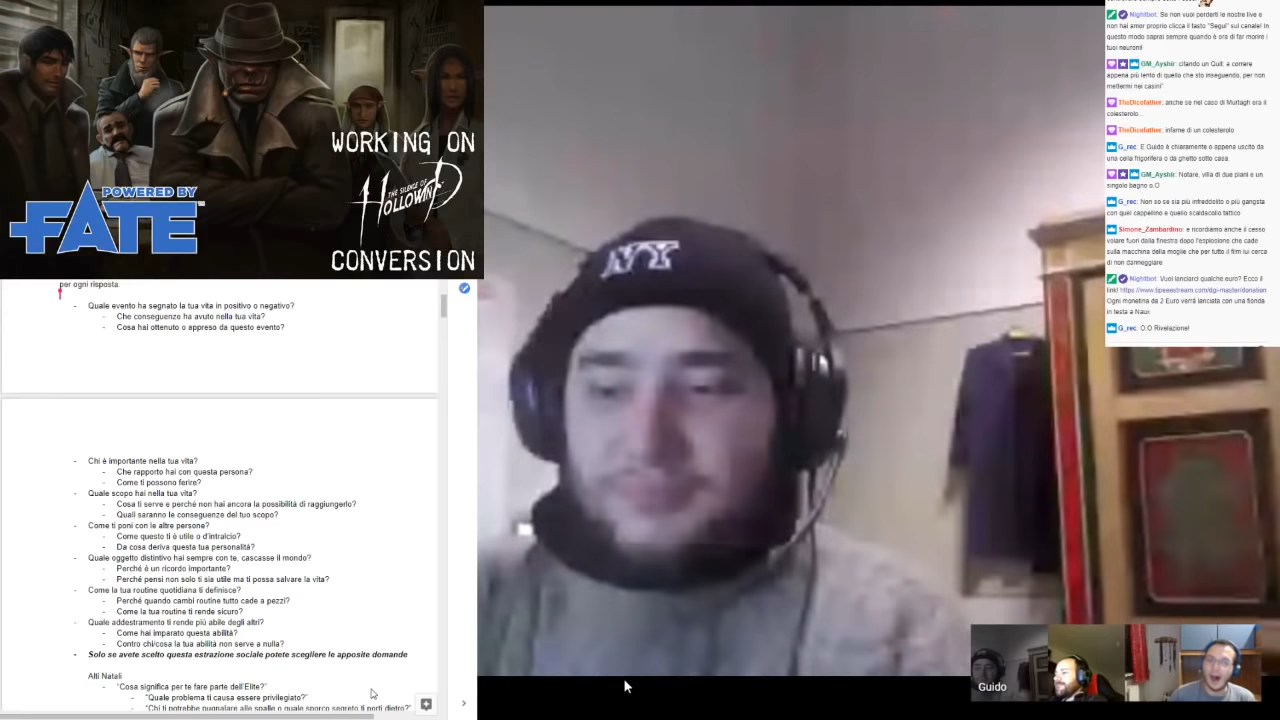 WORKING ON
THE SILENCE OF
HOLLOWIND
CONVERSION
POWERED BY
FATE
per ogni risposta.
- Quale evento ha segnato la tua vita in positivo o negativo?
- Che conseguenze ha avuto nella tua vita?
- Cosa hai ottenuto o appreso da questo evento?
- Chi è importante nella tua vita?
- Che rapporto hai con questa persona?
- Come ti possono ferire?
- Quale scopo hai nella tua vita?
- Cosa ti serve e perché non hai ancora la possibilità di raggiungerlo?
- Quali saranno le conseguenze del tuo scopo?
- Come ti poni con le altre persone?
- Come questo ti è utile o d'intralcio?
- Da cosa deriva questa tua personalità?
- Quale oggetto distintivo hai sempre con te, cascasse il mondo?
- Perché è un ricordo importante?
- Perché pensi non solo ti sia utile ma ti possa salvare la vita?
- Come la tua routine quotidiana ti definisce?
- Perché quando cambi routine tutto cade a pezzi?
- Come la tua routine ti rende sicuro?
- Quale addestramento ti rende più abile degli altri?
- Come hai imparato questa abilità?
- Contro chi/cosa la tua abilità non serve a nulla?
- Solo se avete scelto questa estrazione sociale potete scegliere le apposite domande
Alti Natali
- "Cosa significa per te fare parte dell'Elite?"
- "Quale problema ti causa essere privilegiato?"
- "Chi ti potrebbe pugnalare alle spalle o quale sporco segreto ti porti dietro?"
NY
Nightbot: Se non vuoi perderti le nostre live e
non hai amor proprio clicca il tasto "Segui" sul canale! In
questo modo saprai sempre quando è ora di far morire i
tuoi neuroni!
GM_Ayshir: citando un Quit: a correre
appena più lento di quello che sto inseguendo, per non
mettermi nei casini"
TheDicefather: anche se nel caso di Murtagh era il
colesterolo...
TheDicefather: infame di un colesterolo
G_rec: E Guido è chiaramente o appena uscito da
una cella frigorifera o da ghetto sotto casa.
GM_Ayshir: Notare, villa di due piani e un
singolo bagno o.O
G_rec: Non so se sia più infreddolito o più gangsta
con quel cappellino e quello scaldacollo tattico
Simone_Zambardino: e ricordiamo anche il cesso
volare fuori dalla finestra dopo l'esplosione che cade
sulla macchina della moglie che per tutto il film lui cerca
di non danneggiare
Nightbot: Vuoi lanciarci qualche euro? Ecco il
link! https://www.tipeeestream.com/dgi-master/donation
Ogni monetina da 2 Euro verrà lanciata con una fionda
in testa a Naux
G_rec: O.O Rivelazione!
Guido